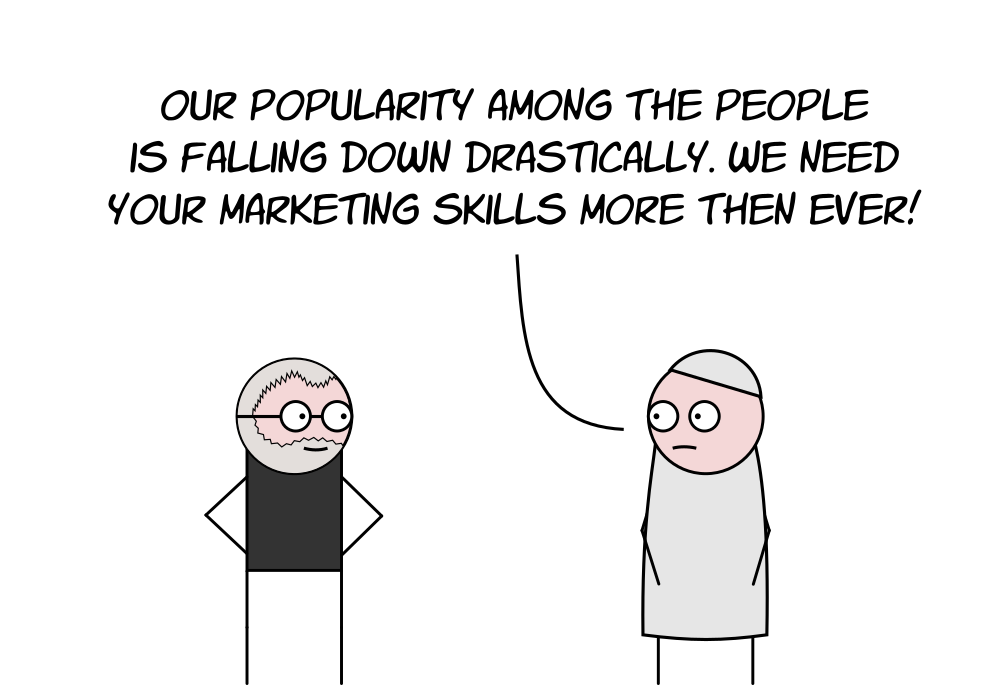 OUR POPULARITY AMONG THE PEOPLE
IS FALLING DOWN DRASTICALLY. WE NEED
YOUR MARKETING SKILLS MORE THEN EVER!